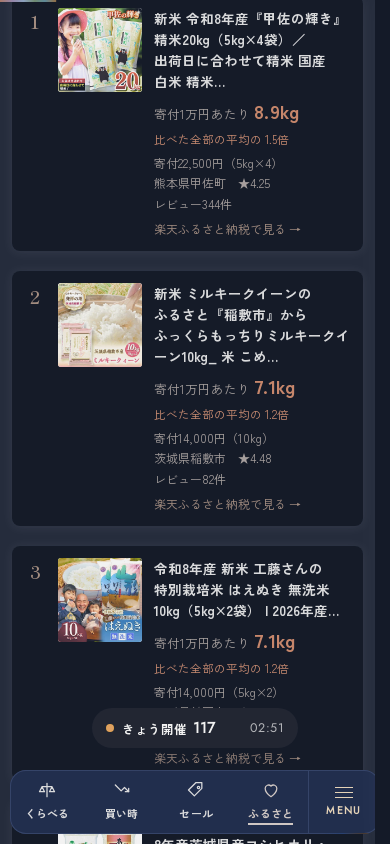 1
新米 令和8年産『甲佐の輝き』
精米20kg（5kg×4袋）／
出荷日に合わせて精米 国産
白米 精米…
20
寄付1万円あたり 8.9kg
比べた全部の平均の 1.5倍
寄付22,500円（5kg×4）
熊本県甲佐町 ★4.25
レビュー344件
楽天ふるさと納税で見る →
2
新米 ミルキークイーンの
ふるさと『稲敷市』から
ふっくらもっちりミルキークイ
ーン10kg_ 米 こめ…
ミルキークィーン
寄付1万円あたり 7.1kg
比べた全部の平均の 1.2倍
寄付14,000円（10kg）
茨城県稲敷市 ★4.48
レビュー82件
楽天ふるさと納税で見る →
3
令和8年産 新米 工藤さんの
特別栽培米 はえぬき 無洗米
10kg（5kg×2袋） | 2026年産…
はえぬき
10
寄付1万円あたり 7.1kg
比べた全部の平均の 1.2倍
寄付14,000円（5kg×2）
きょう開催 117 02:51
楽天ふるさと納税で見る →
くらべる 買い時 セール ふるさと MENU